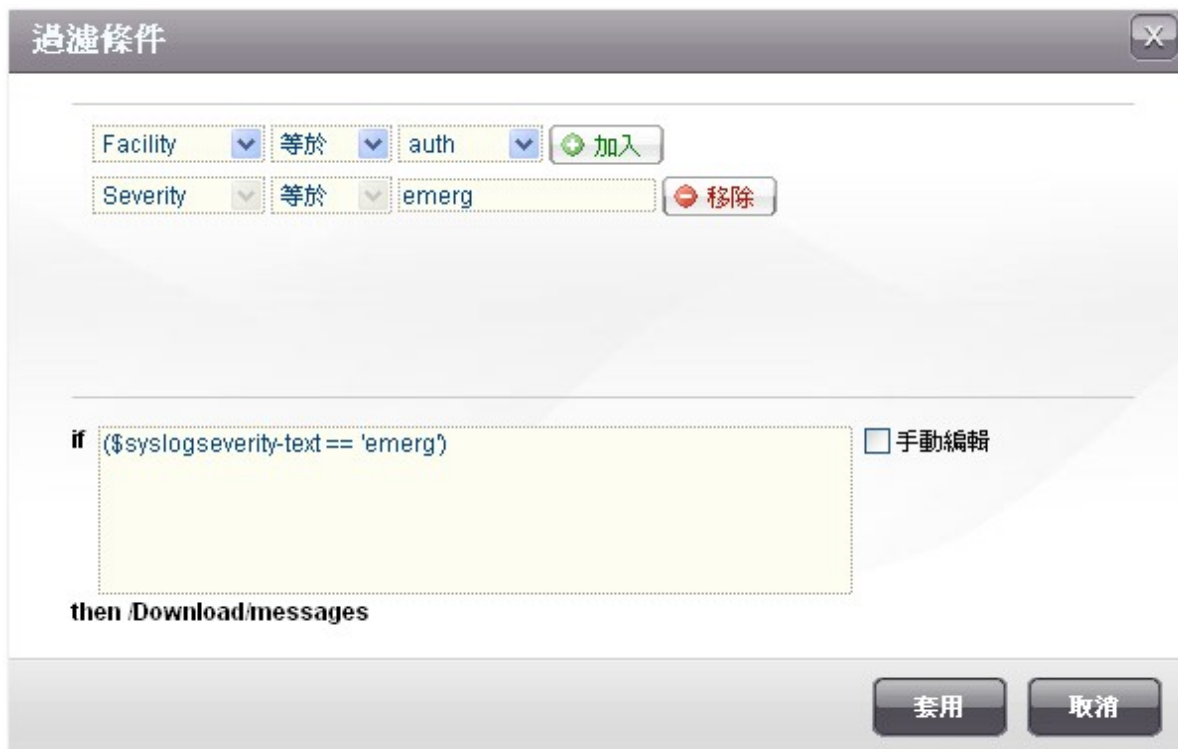 過濾條件 X
Facility 等於 auth 加入
Severity 等於 emerg 移除
if ($syslogseverity-text == 'emerg') 手動編輯
then /Download/messages
套用 取消